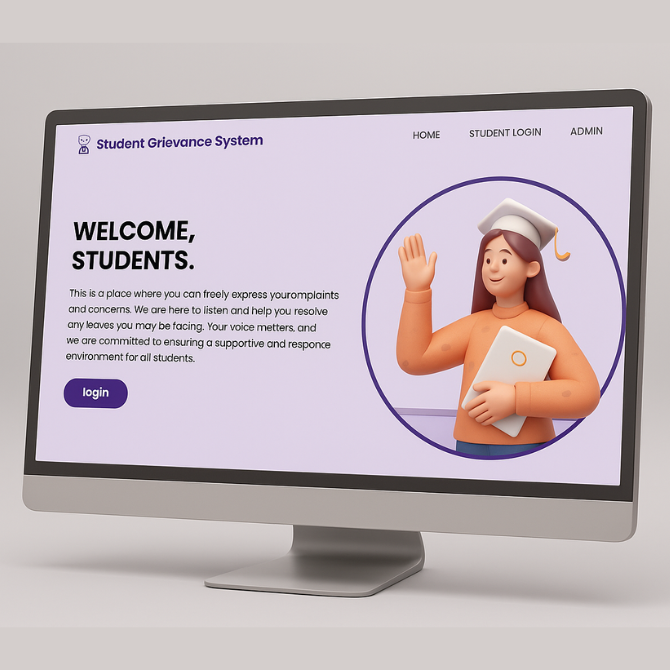 Student Grievance System
HOME STUDENT LOGIN ADMIN
WELCOME,
STUDENTS.
This is a place where you can freely express youromplaints
and concerns. We are here to listen and help you resolve
any leaves you may be facing. Your voice metters, and
we are committed to ensuring a supportive and responce
environment for all students.
login